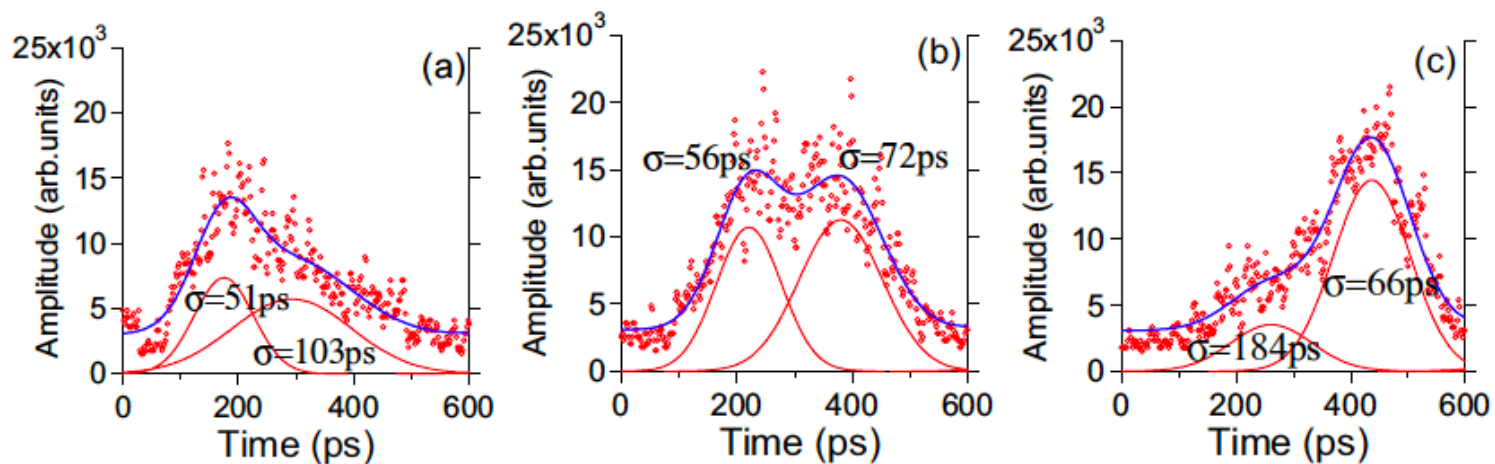 25x10³
20
15
10
5
0
Amplitude (arb.units)
(a)
σ=51ps
σ=103ps
0
200
400
600
Time (ps)
25x10³
20
15
10
5
0
Amplitude (arb.units)
(b)
σ=56ps
σ=72ps
0
200
400
600
Time (ps)
25x10³
20
15
10
5
0
Amplitude (arb.units)
(c)
σ=66ps
σ=184ps
0
200
400
600
Time (ps)